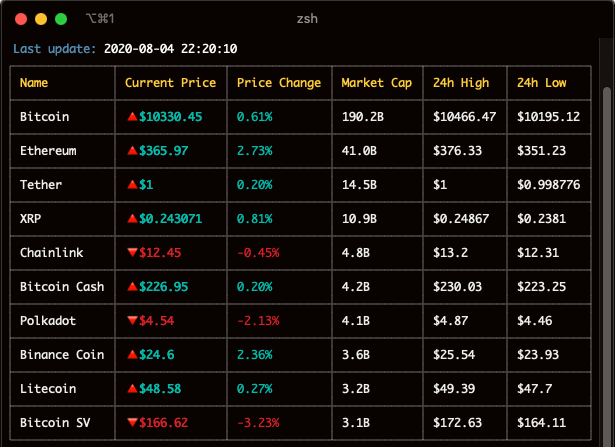 ⌥⌘1 zsh
Last update: 2020-08-04 22:20:10
Name Current Price Price Change Market Cap 24h High 24h Low
Bitcoin 🔺$10330.45 0.61% 190.2B $10466.47 $10195.12
Ethereum 🔺$365.97 2.73% 41.0B $376.33 $351.23
Tether 🔺$1 0.20% 14.5B $1 $0.998776
XRP 🔺$0.243071 0.81% 10.9B $0.24867 $0.2381
Chainlink 🔻$12.45 -0.45% 4.8B $13.2 $12.31
Bitcoin Cash 🔺$226.95 0.20% 4.2B $230.03 $223.25
Polkadot 🔻$4.54 -2.13% 4.1B $4.87 $4.46
Binance Coin 🔺$24.6 2.36% 3.6B $25.54 $23.93
Litecoin 🔺$48.58 0.27% 3.2B $49.39 $47.7
Bitcoin SV 🔻$166.62 -3.23% 3.1B $172.63 $164.11